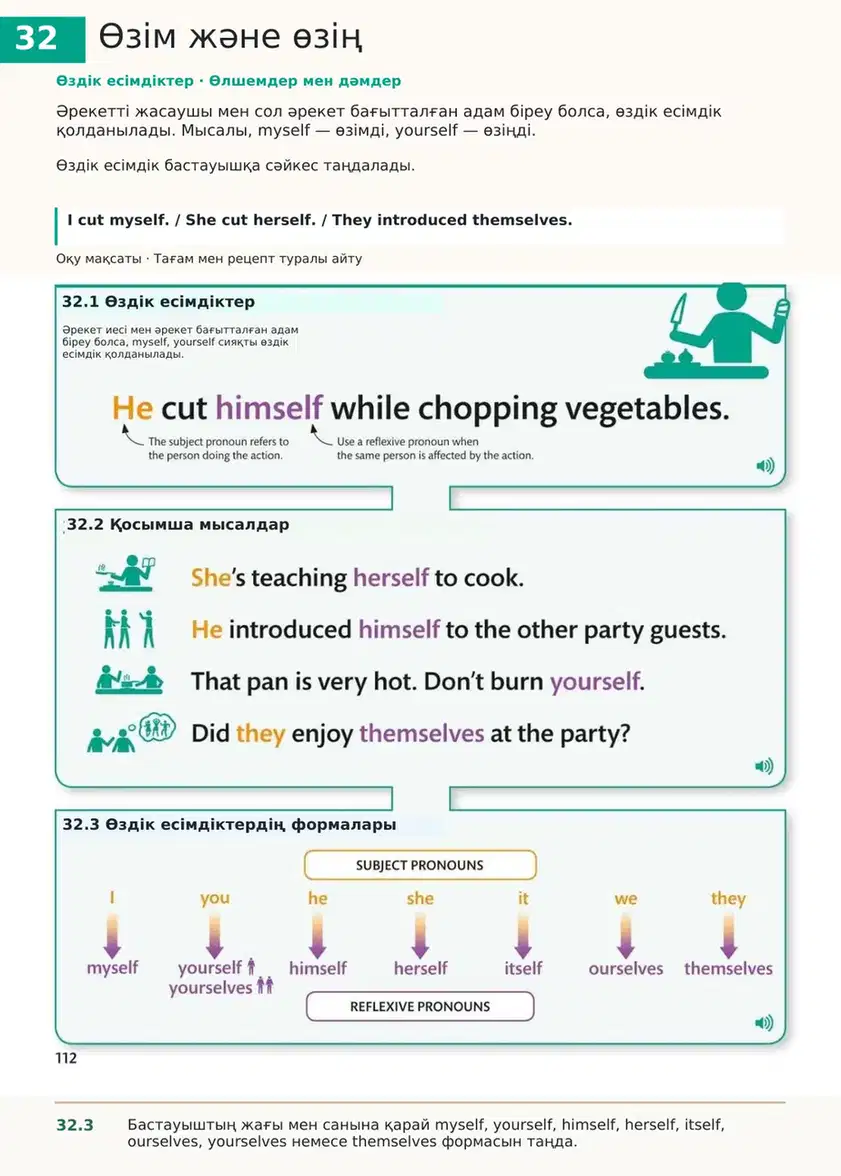 32 Өзім және өзің
Өздік есімдіктер · Өлшемдер мен дәмдер
Әрекетті жасаушы мен сол әрекет бағытталған адам біреу болса, өздік есімдік
қолданылады. Мысалы, myself — өзімді, yourself — өзіңді.
Өздік есімдік бастауышқа сәйкес таңдалады.
I cut myself. / She cut herself. / They introduced themselves.
Оқу мақсаты · Тағам мен рецепт туралы айту
32.1 Өздік есімдіктер
Әрекет иесі мен әрекет бағытталған адам
біреу болса, myself, yourself сияқты өздік
есімдік қолданылады.
He cut himself while chopping vegetables.
The subject pronoun refers to
the person doing the action.
Use a reflexive pronoun when
the same person is affected by the action.
32.2 Қосымша мысалдар
She's teaching herself to cook.
He introduced himself to the other party guests.
That pan is very hot. Don't burn yourself.
Did they enjoy themselves at the party?
32.3 Өздік есімдіктердің формалары
SUBJECT PRONOUNS
I you he she it we they
myself yourself himself herself itself ourselves themselves
yourselves
REFLEXIVE PRONOUNS
112
32.3 Бастауыштың жағы мен санына қарай myself, yourself, himself, herself, itself,
ourselves, yourselves немесе themselves формасын таңда.